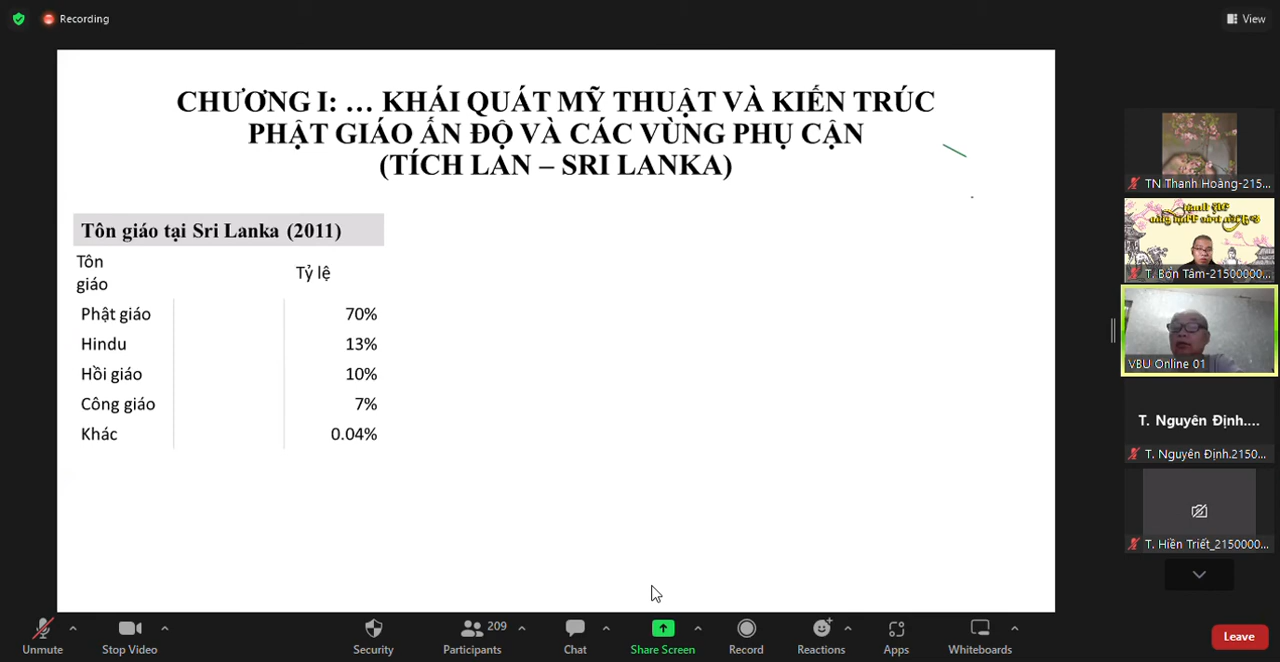 Recording
View
CHƯƠNG I: … KHÁI QUÁT MỸ THUẬT VÀ KIẾN TRÚC
PHẬT GIÁO ẤN ĐỘ VÀ CÁC VÙNG PHỤ CẬN
(TÍCH LAN – SRI LANKA)
Tôn giáo tại Sri Lanka (2011)
Tôn
giáo
Tỷ lệ
Phật giáo 70%
Hindu 13%
Hồi giáo 10%
Công giáo 7%
Khác 0.04%
TN Thanh Hoàng-215...
T. Bổn Tâm-21500000...
VBU Online 01
T. Nguyên Định....
T. Nguyên Định.2150...
T. Hiền Triết_2150000...
209
Unmute
Stop Video
Security
Participants
Chat
Share Screen
Record
Reactions
Apps
Whiteboards
Leave